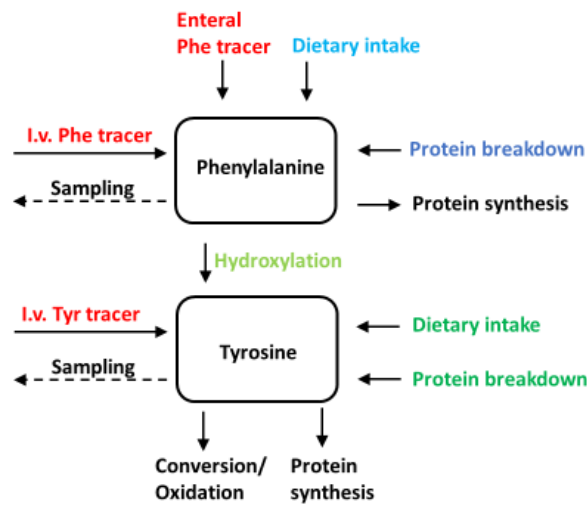 Enteral
Phe tracer
Dietary intake
I.v. Phe tracer
Phenylalanine
Protein breakdown
Sampling
Protein synthesis
Hydroxylation
I.v. Tyr tracer
Tyrosine
Dietary intake
Sampling
Protein breakdown
Conversion/
Oxidation
Protein
synthesis